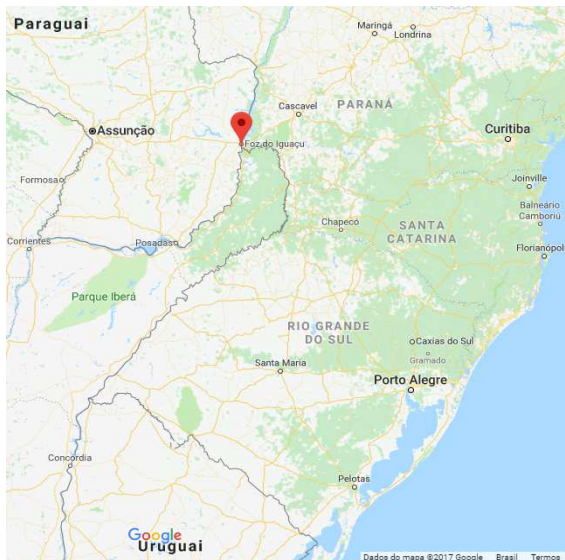 Paraguai
Maringá
Londrina
Cascavel
PARANÁ
Assunção
Foz do Iguaçu
Curitiba
Formosa
Joinville
Balneário
Camboriú
Chapecó
SANTA
CATARINA
Corrientes
Posadas
Florianópol
Parque Iberá
RIO GRANDE
DO SUL
Caxias do Sul
Gramado
Santa Maria
Porto Alegre
Concórdia
Pelotas
Google
Uruguai
Dados do mapa ©2017 Google Brasil Termos